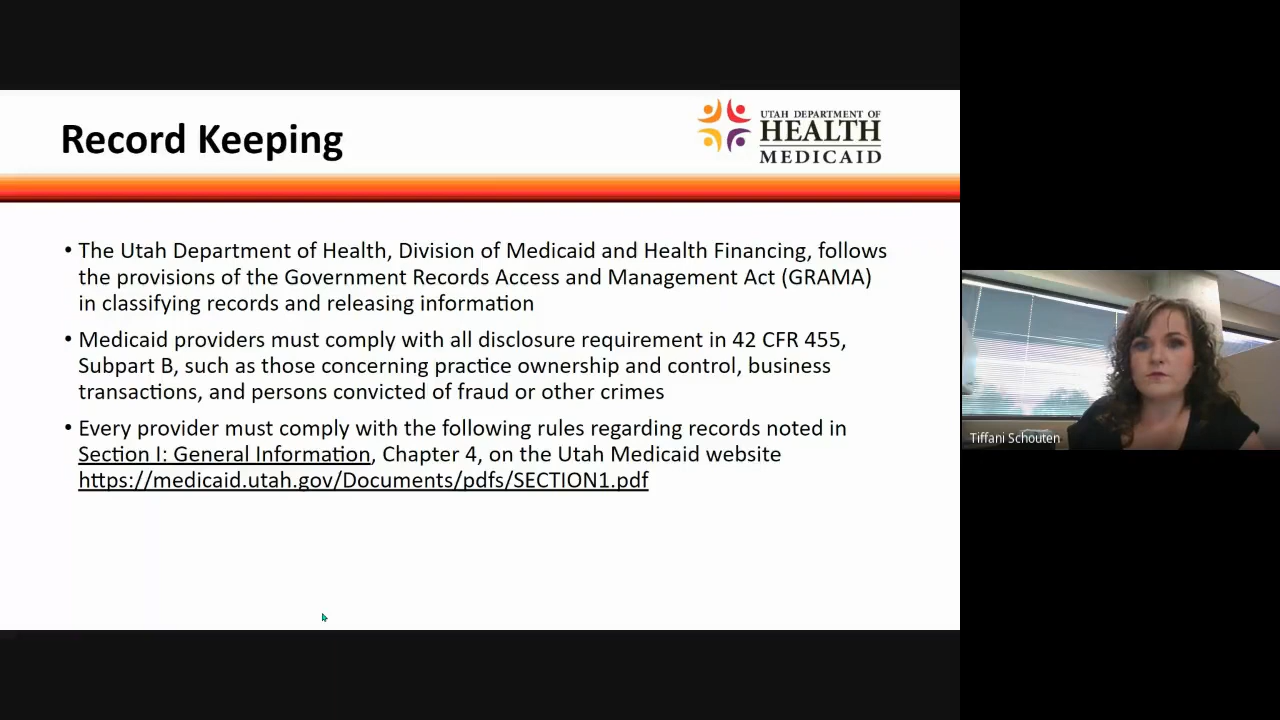 Record Keeping
UTAH DEPARTMENT OF
HEALTH
MEDICAID
• The Utah Department of Health, Division of Medicaid and Health Financing, follows
the provisions of the Government Records Access and Management Act (GRAMA)
in classifying records and releasing information
• Medicaid providers must comply with all disclosure requirement in 42 CFR 455,
Subpart B, such as those concerning practice ownership and control, business
transactions, and persons convicted of fraud or other crimes
• Every provider must comply with the following rules regarding records noted in
Section I: General Information, Chapter 4, on the Utah Medicaid website
https://medicaid.utah.gov/Documents/pdfs/SECTION1.pdf
Tiffani Schouten